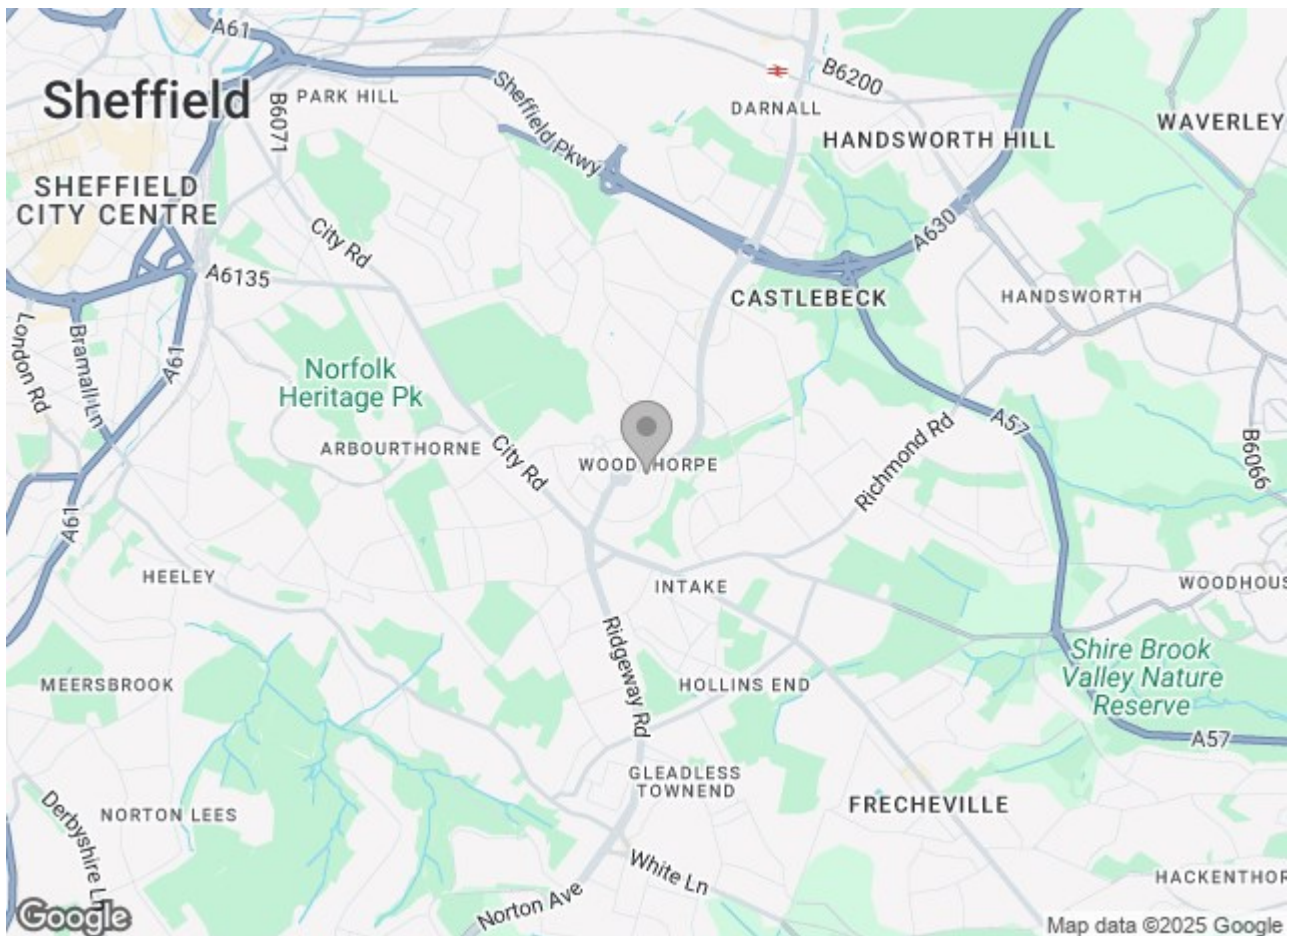 A61
B6200
Sheffield
PARK HILL
Sheffield Pkwy
DARNALL
B6071
HANDSWORTH HILL
WAVERLEY
SHEFFIELD
CITY CENTRE
City Rd
A630
A6135
CASTLEBECK
HANDSWORTH
London Rd
Bramall Ln
A61
Norfolk
Heritage Pk
A57
ARBOURTHORNE
City Rd
WOODTHORPE
Richmond Rd
B6066
A61
HEELEY
INTAKE
WOODHOUS
Ridgeway Rd
Shire Brook
Valley Nature
Reserve
MEERSBROOK
HOLLINS END
A57
GLEADLESS
TOWNEND
NORTON LEES
FRECHEVILLE
Derbyshire Ln
White Ln
HACKENTHOR
Norton Ave
Google
Map data ©2025 Google